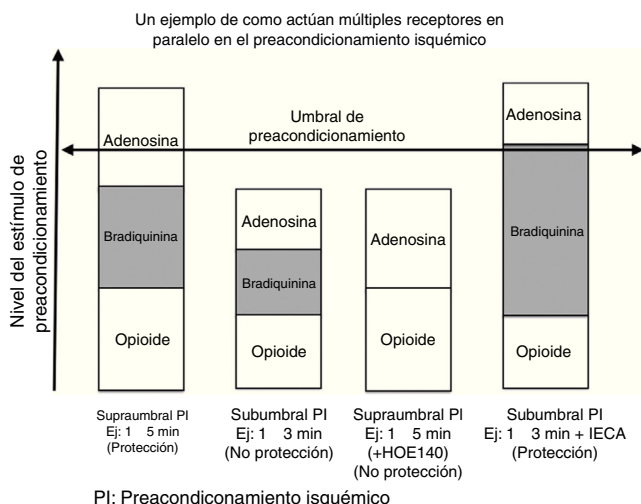 Un ejemplo de como actúan múltiples receptores en
paralelo en el preacondicionamiento isquémico
Nivel del estímulo de
preacondicionamiento
Umbral de
preacondicionamiento
Adenosina
Bradiquinina
Opioide
Adenosina
Bradiquinina
Opioide
Adenosina
Opioide
Adenosina
Bradiquinina
Opioide
Supraumbral PI
Ej: 1 5 min
(Protección)
Subumbral PI
Ej: 1 3 min
(No protección)
Supraumbral PI
Ej: 1 5 min
(+HOE140)
(No protección)
Subumbral PI
Ej: 1 3 min + IECA
(Protección)
PI: Preacondiconamiento isquémico